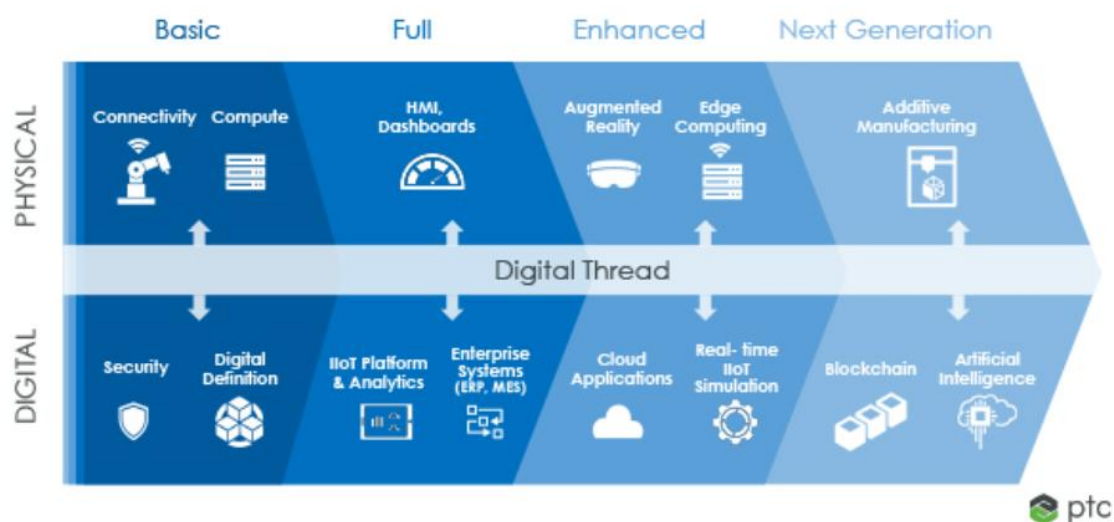 Basic
Full
Enhanced
Next Generation
PHYSICAL
Connectivity
Compute
HMI,
Dashboards
Augmented
Reality
Edge
Computing
Additive
Manufacturing
Digital Thread
DIGITAL
Security
Digital
Definition
IIoT Platform
& Analytics
Enterprise
Systems
(ERP, MES)
Cloud
Applications
Real- time
IIoT
Simulation
Blockchain
Artificial
Intelligence
ptc